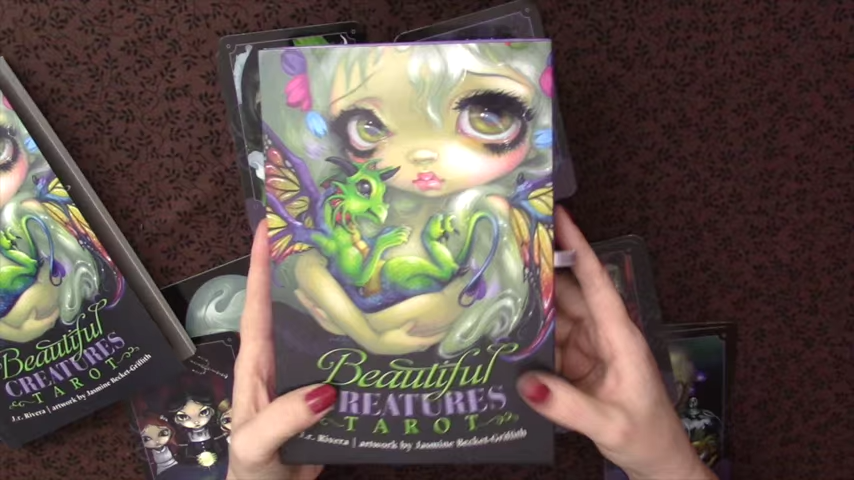 Beautiful
CREATURES
TAROT
J.r. Rivera | artwork by Jasmine Becket-Griffith
Beautiful
CREATURES
TAROT
J.r. Rivera | artwork by Jasmine Becket-Griffith